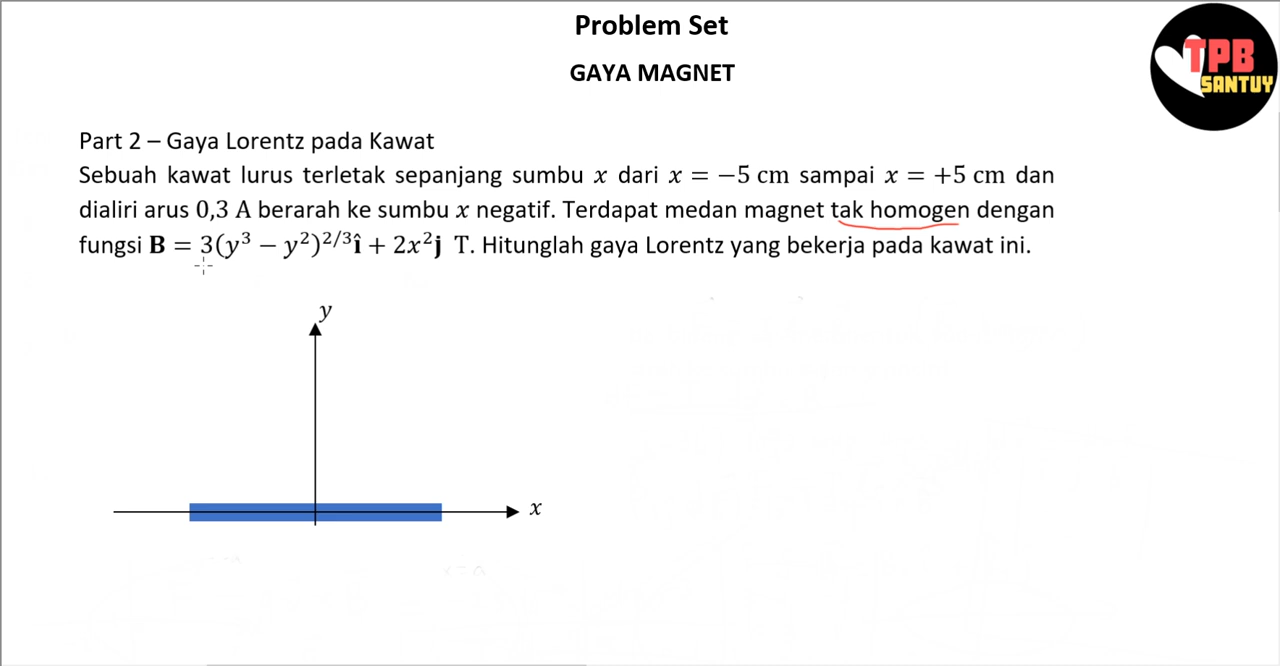 Problem Set
GAYA MAGNET
TPB
SANTUY
Part 2 – Gaya Lorentz pada Kawat
Sebuah kawat lurus terletak sepanjang sumbu x dari x = −5 cm sampai x = +5 cm dan
dialiri arus 0,3 A berarah ke sumbu x negatif. Terdapat medan magnet tak homogen dengan
fungsi B = 3(y³ − y²)^{2/3}î + 2x²j T. Hitunglah gaya Lorentz yang bekerja pada kawat ini.
y
x